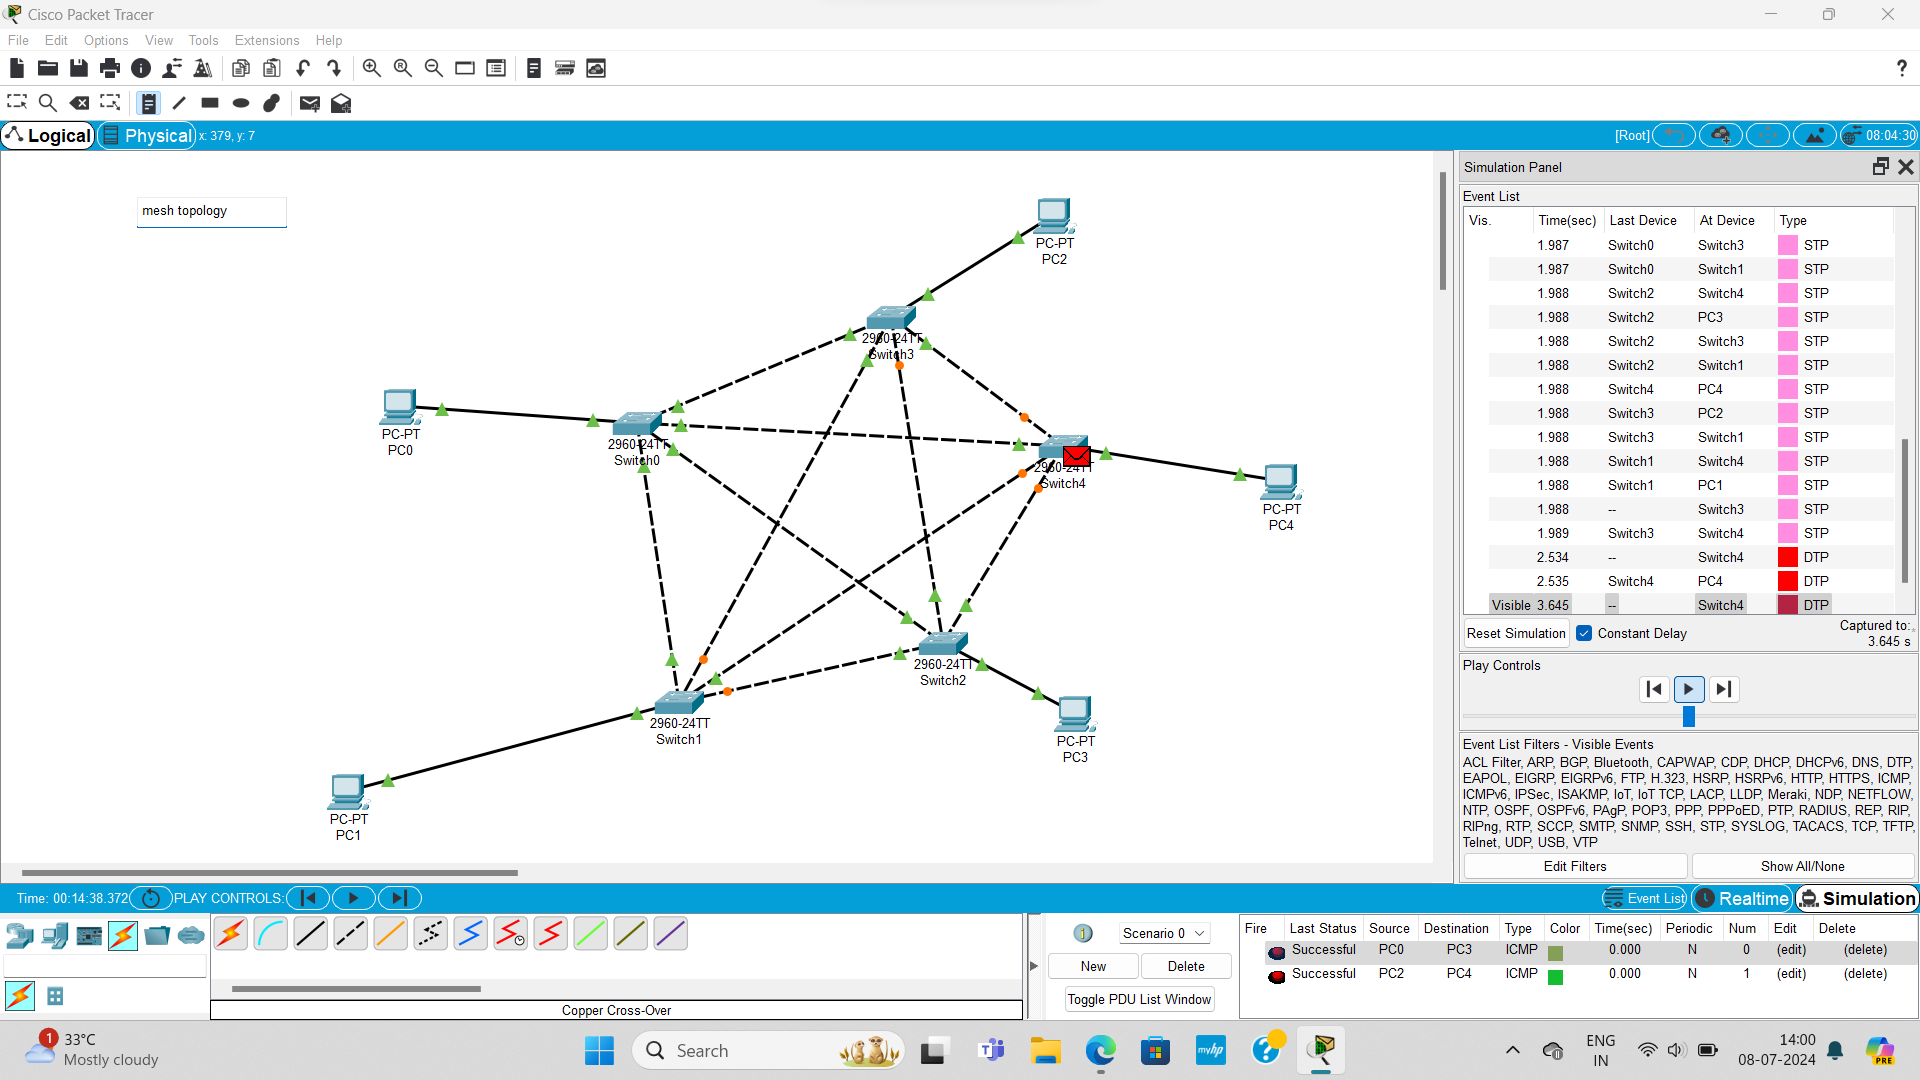 Cisco Packet Tracer
File Edit Options View Tools Extensions Help
Logical Physical x: 379, y: 7 [Root] 08:04:30
mesh topology
PC-PT
PC2
2960-24TT
Switch3
PC-PT
PC0
2960-24TT
Switch0
2960-24TT
Switch4
PC-PT
PC4
2960-24TT
Switch2
2960-24TT
Switch1
PC-PT
PC3
PC-PT
PC1
Simulation Panel
Event List
Vis. Time(sec) Last Device At Device Type
1.987 Switch0 Switch3 STP
1.987 Switch0 Switch1 STP
1.988 Switch2 Switch4 STP
1.988 Switch2 PC3 STP
1.988 Switch2 Switch3 STP
1.988 Switch2 Switch1 STP
1.988 Switch4 PC4 STP
1.988 Switch3 PC2 STP
1.988 Switch3 Switch1 STP
1.988 Switch1 Switch4 STP
1.988 Switch1 PC1 STP
1.988 -- Switch3 STP
1.989 Switch3 Switch4 STP
2.534 -- Switch4 DTP
2.535 Switch4 PC4 DTP
Visible 3.645 -- Switch4 DTP
Reset Simulation Constant Delay Captured to:
3.645 s
Play Controls
Event List Filters - Visible Events
ACL Filter, ARP, BGP, Bluetooth, CAPWAP, CDP, DHCP, DHCPv6, DNS, DTP,
EAPOL, EIGRP, EIGRPv6, FTP, H.323, HSRP, HSRPv6, HTTP, HTTPS, ICMP,
ICMPv6, IPSec, ISAKMP, IoT, IoT TCP, LACP, LLDP, Meraki, NDP, NETFLOW,
NTP, OSPF, OSPFv6, PAgP, POP3, PPP, PPPoED, PTP, RADIUS, REP, RIP,
RIPng, RTP, SCCP, SMTP, SNMP, SSH, STP, SYSLOG, TACACS, TCP, TFTP,
Telnet, UDP, USB, VTP
Edit Filters Show All/None
Time: 00:14:38.372 PLAY CONTROLS: Event List Realtime Simulation
Copper Cross-Over
Scenario 0
New Delete
Toggle PDU List Window
Fire Last Status Source Destination Type Color Time(sec) Periodic Num Edit Delete
Successful PC0 PC3 ICMP 0.000 N 0 (edit) (delete)
Successful PC2 PC4 ICMP 0.000 N 1 (edit) (delete)
1 33°C
Mostly cloudy
Search
myhp
ENG
IN
14:00
08-07-2024
PRE